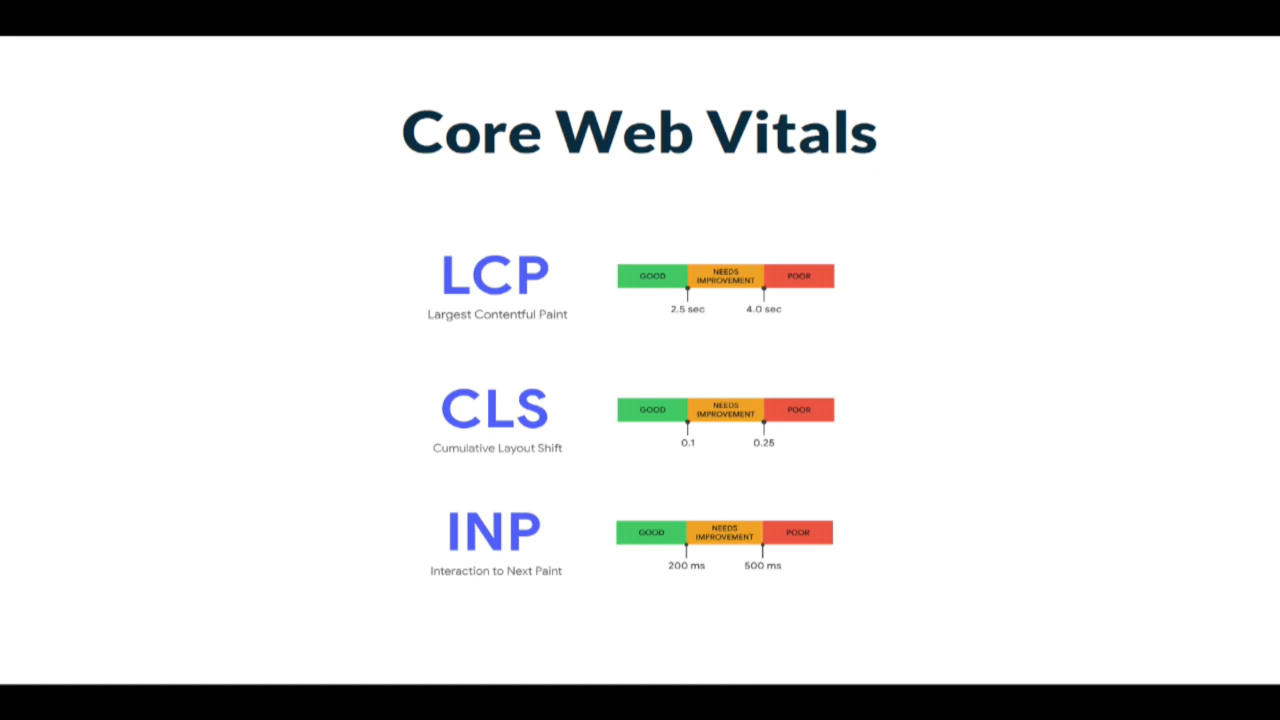 Core Web Vitals
LCP
Largest Contentful Paint
GOOD
NEEDS
IMPROVEMENT
POOR
2.5 sec
4.0 sec
CLS
Cumulative Layout Shift
GOOD
NEEDS
IMPROVEMENT
POOR
0.1
0.25
INP
Interaction to Next Paint
GOOD
NEEDS
IMPROVEMENT
POOR
200 ms
500 ms